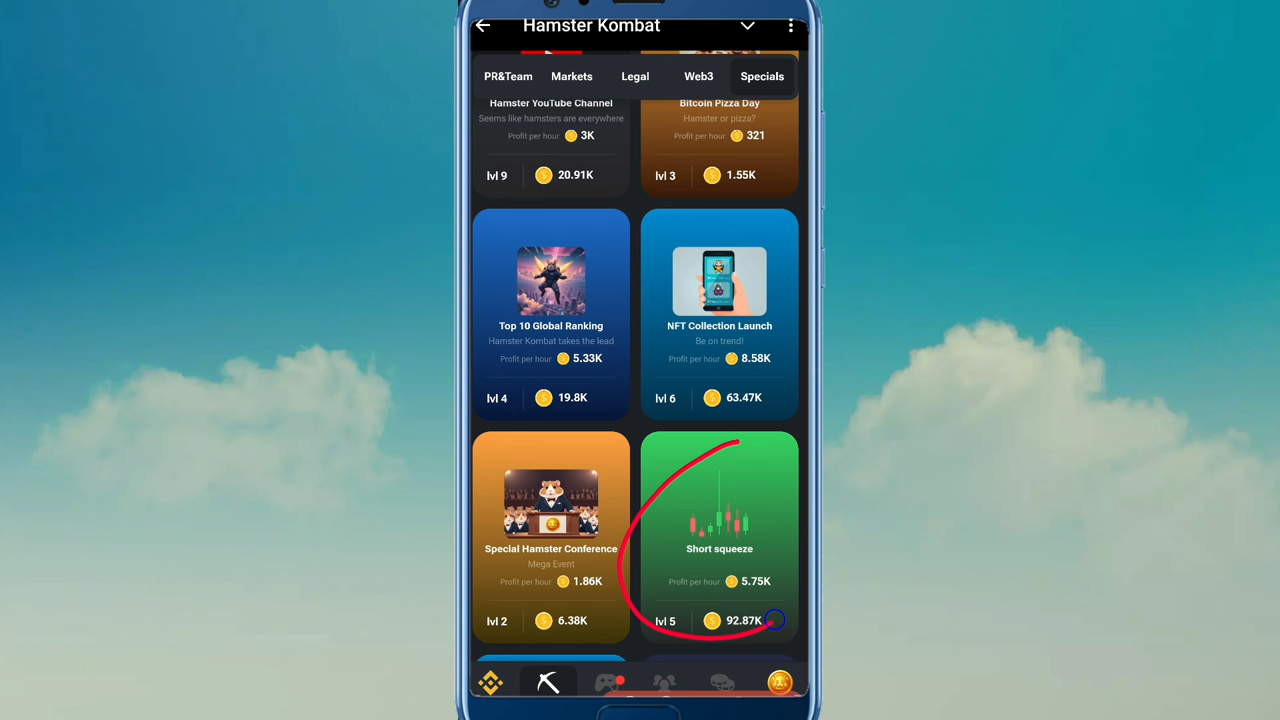 Hamster Kombat
PR&Team Markets Legal Web3 Specials
Hamster YouTube Channel
Seems like hamsters are everywhere
Profit per hour 3K
lvl 9 20.91K
Bitcoin Pizza Day
Hamster or pizza?
Profit per hour 321
lvl 3 1.55K
Top 10 Global Ranking
Hamster Kombat takes the lead
Profit per hour 5.33K
lvl 4 19.8K
NFT Collection Launch
Be on trend!
Profit per hour 8.58K
lvl 6 63.47K
Special Hamster Conference
Mega Event
Profit per hour 1.86K
lvl 2 6.38K
Short squeeze
Profit per hour 5.75K
lvl 5 92.87K